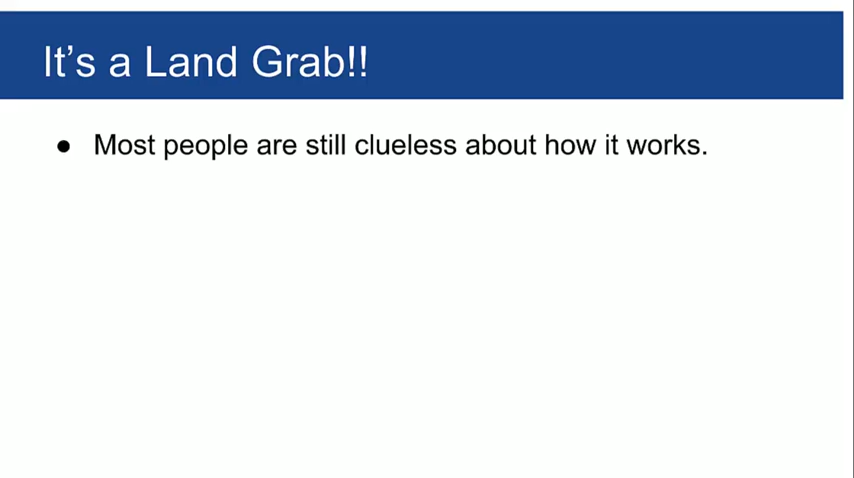 It’s a Land Grab!!
● Most people are still clueless about how it works.